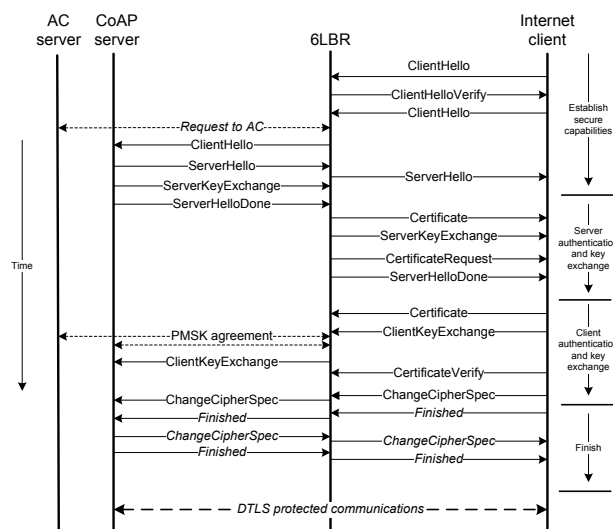 AC server
CoAP server
6LBR
Internet client
ClientHello
ClientHelloVerify
ClientHello
Request to AC
ClientHello
ServerHello
ServerHello
ServerKeyExchange
ServerHelloDone
Certificate
ServerKeyExchange
CertificateRequest
ServerHelloDone
Certificate
PMSK agreement
ClientKeyExchange
ClientKeyExchange
CertificateVerify
ChangeCipherSpec
ChangeCipherSpec
Finished
Finished
ChangeCipherSpec
ChangeCipherSpec
Finished
Finished
DTLS protected communications
Time
Establish
secure
capabilities
Server
authentication
and key
exchange
Client
authentication
and key
exchange
Finish